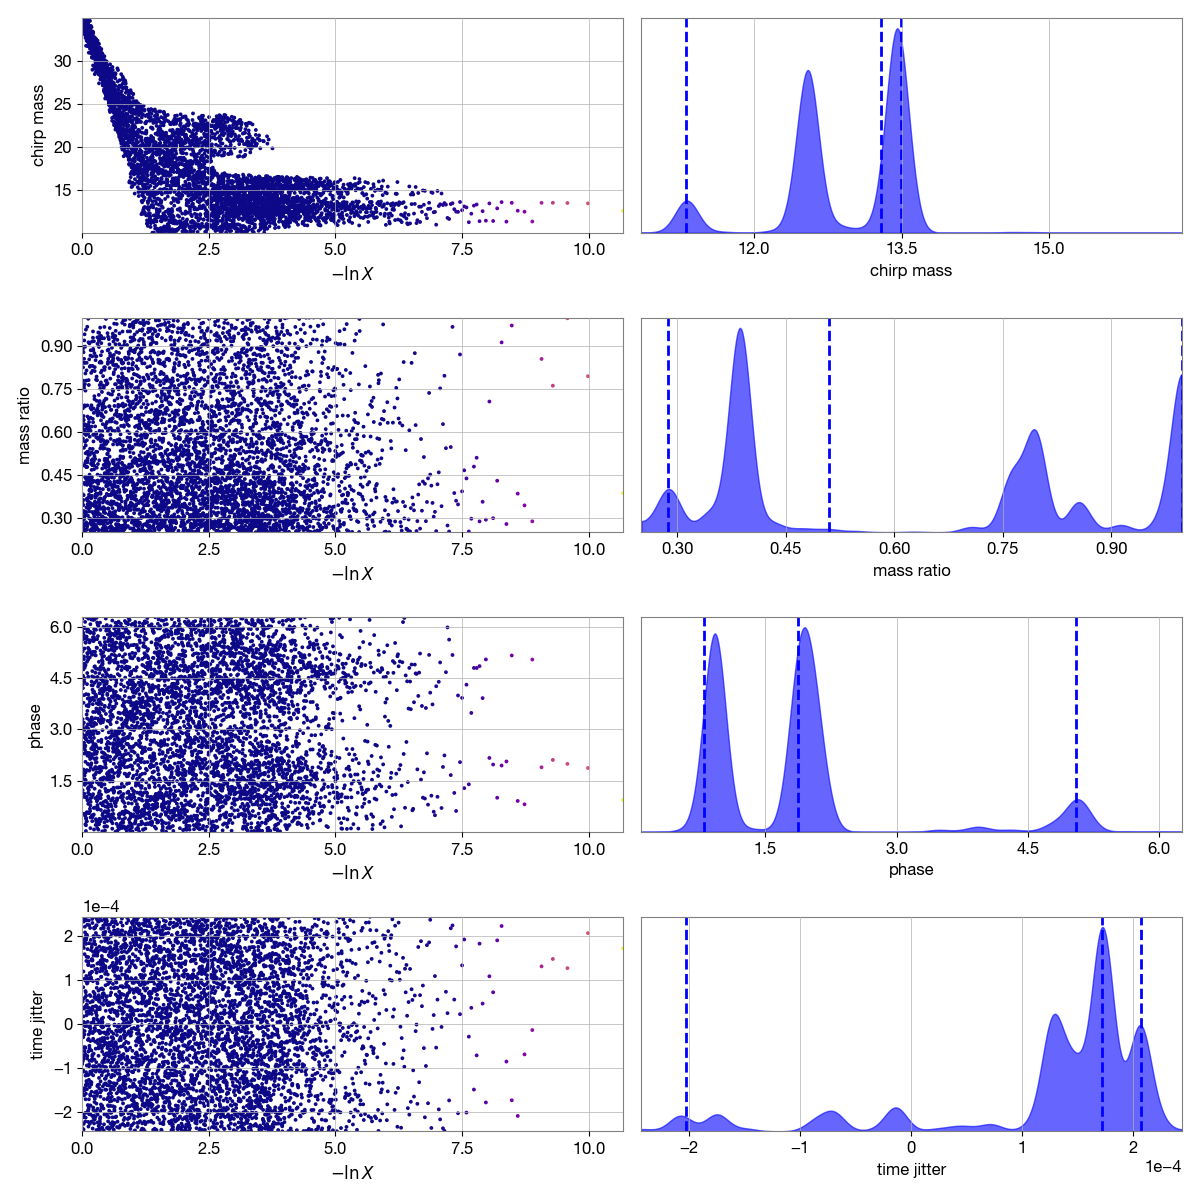 30
25
20
15
chirp mass
0.0 2.5 5.0 7.5 10.0
−ln X
12.0 13.5 15.0
chirp mass
0.90
0.75
0.60
0.45
0.30
mass ratio
0.0 2.5 5.0 7.5 10.0
−ln X
0.30 0.45 0.60 0.75 0.90
mass ratio
6.0
4.5
3.0
1.5
phase
0.0 2.5 5.0 7.5 10.0
−ln X
1.5 3.0 4.5 6.0
phase
1e−4
2
1
0
−1
−2
time jitter
0.0 2.5 5.0 7.5 10.0
−ln X
−2 −1 0 1 2
1e−4
time jitter